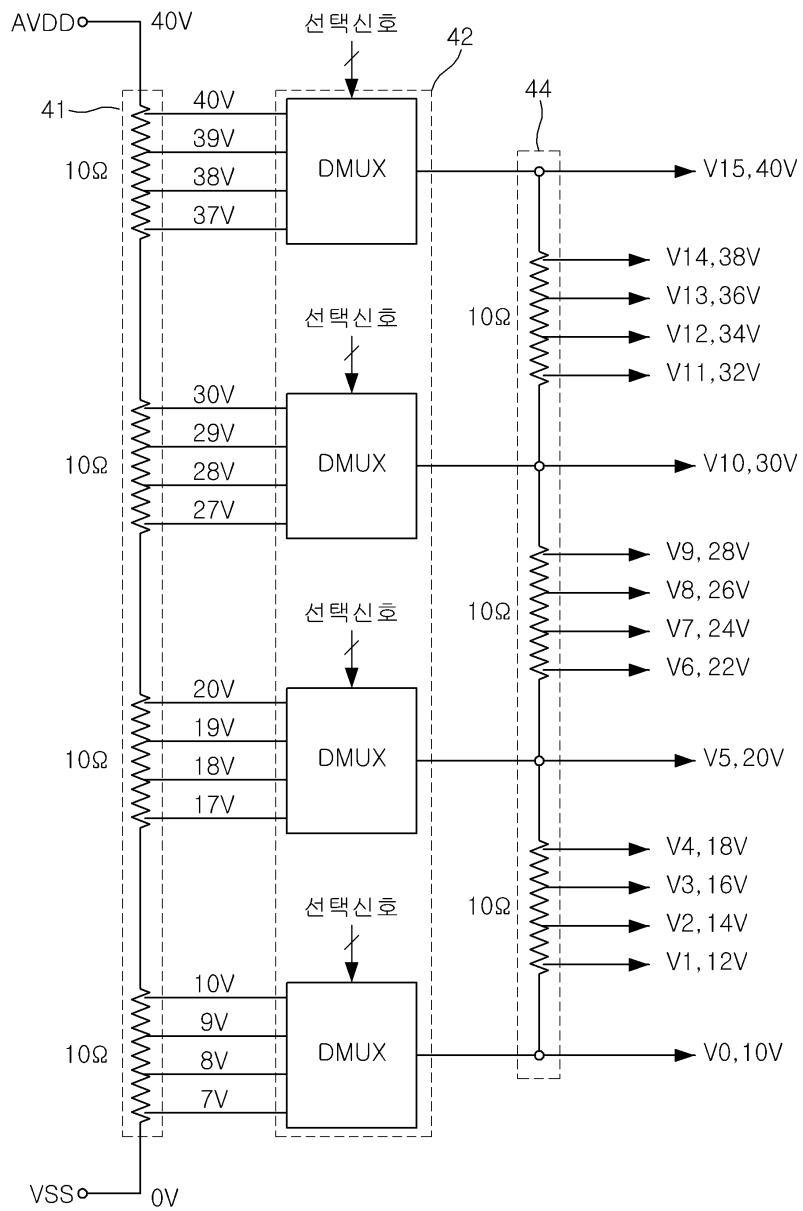 AVDD
40V
선택신호
42
41
44
40V
39V
38V
37V
10Ω
DMUX
V15,40V
V14,38V
V13,36V
V12,34V
V11,32V
10Ω
선택신호
30V
29V
28V
27V
10Ω
DMUX
V10,30V
V9,28V
V8,26V
V7,24V
V6,22V
10Ω
선택신호
20V
19V
18V
17V
10Ω
DMUX
V5,20V
V4,18V
V3,16V
V2,14V
V1,12V
10Ω
선택신호
10V
9V
8V
7V
10Ω
DMUX
V0,10V
VSS
0V